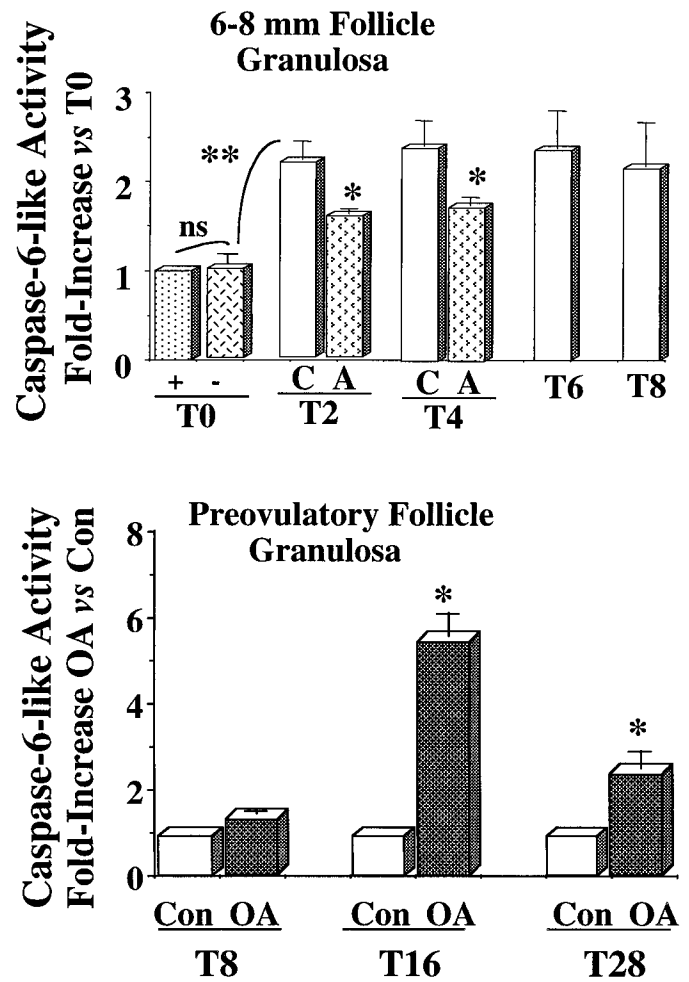 6-8 mm Follicle
Granulosa
Caspase-6-like Activity
Fold-Increase vs T0
3
2
1
0
**
ns
*
*
+ - C A C A T6 T8
T0 T2 T4
Preovulatory Follicle
Granulosa
Caspase-6-like Activity
Fold-Increase OA vs Con
8
6
4
2
0
*
*
Con OA Con OA Con OA
T8 T16 T28